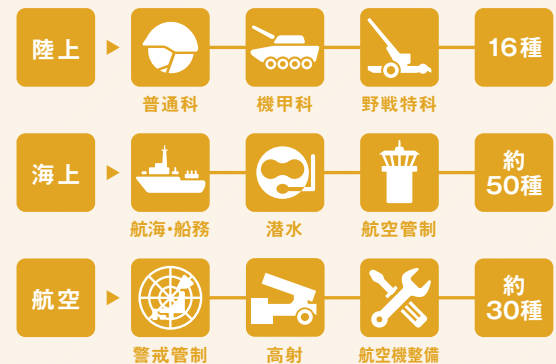 陸上
16種
普通科
機甲科
野戦特科
海上
約
50種
航海・船務
潜水
航空管制
航空
約
30種
警戒管制
高射
航空機整備